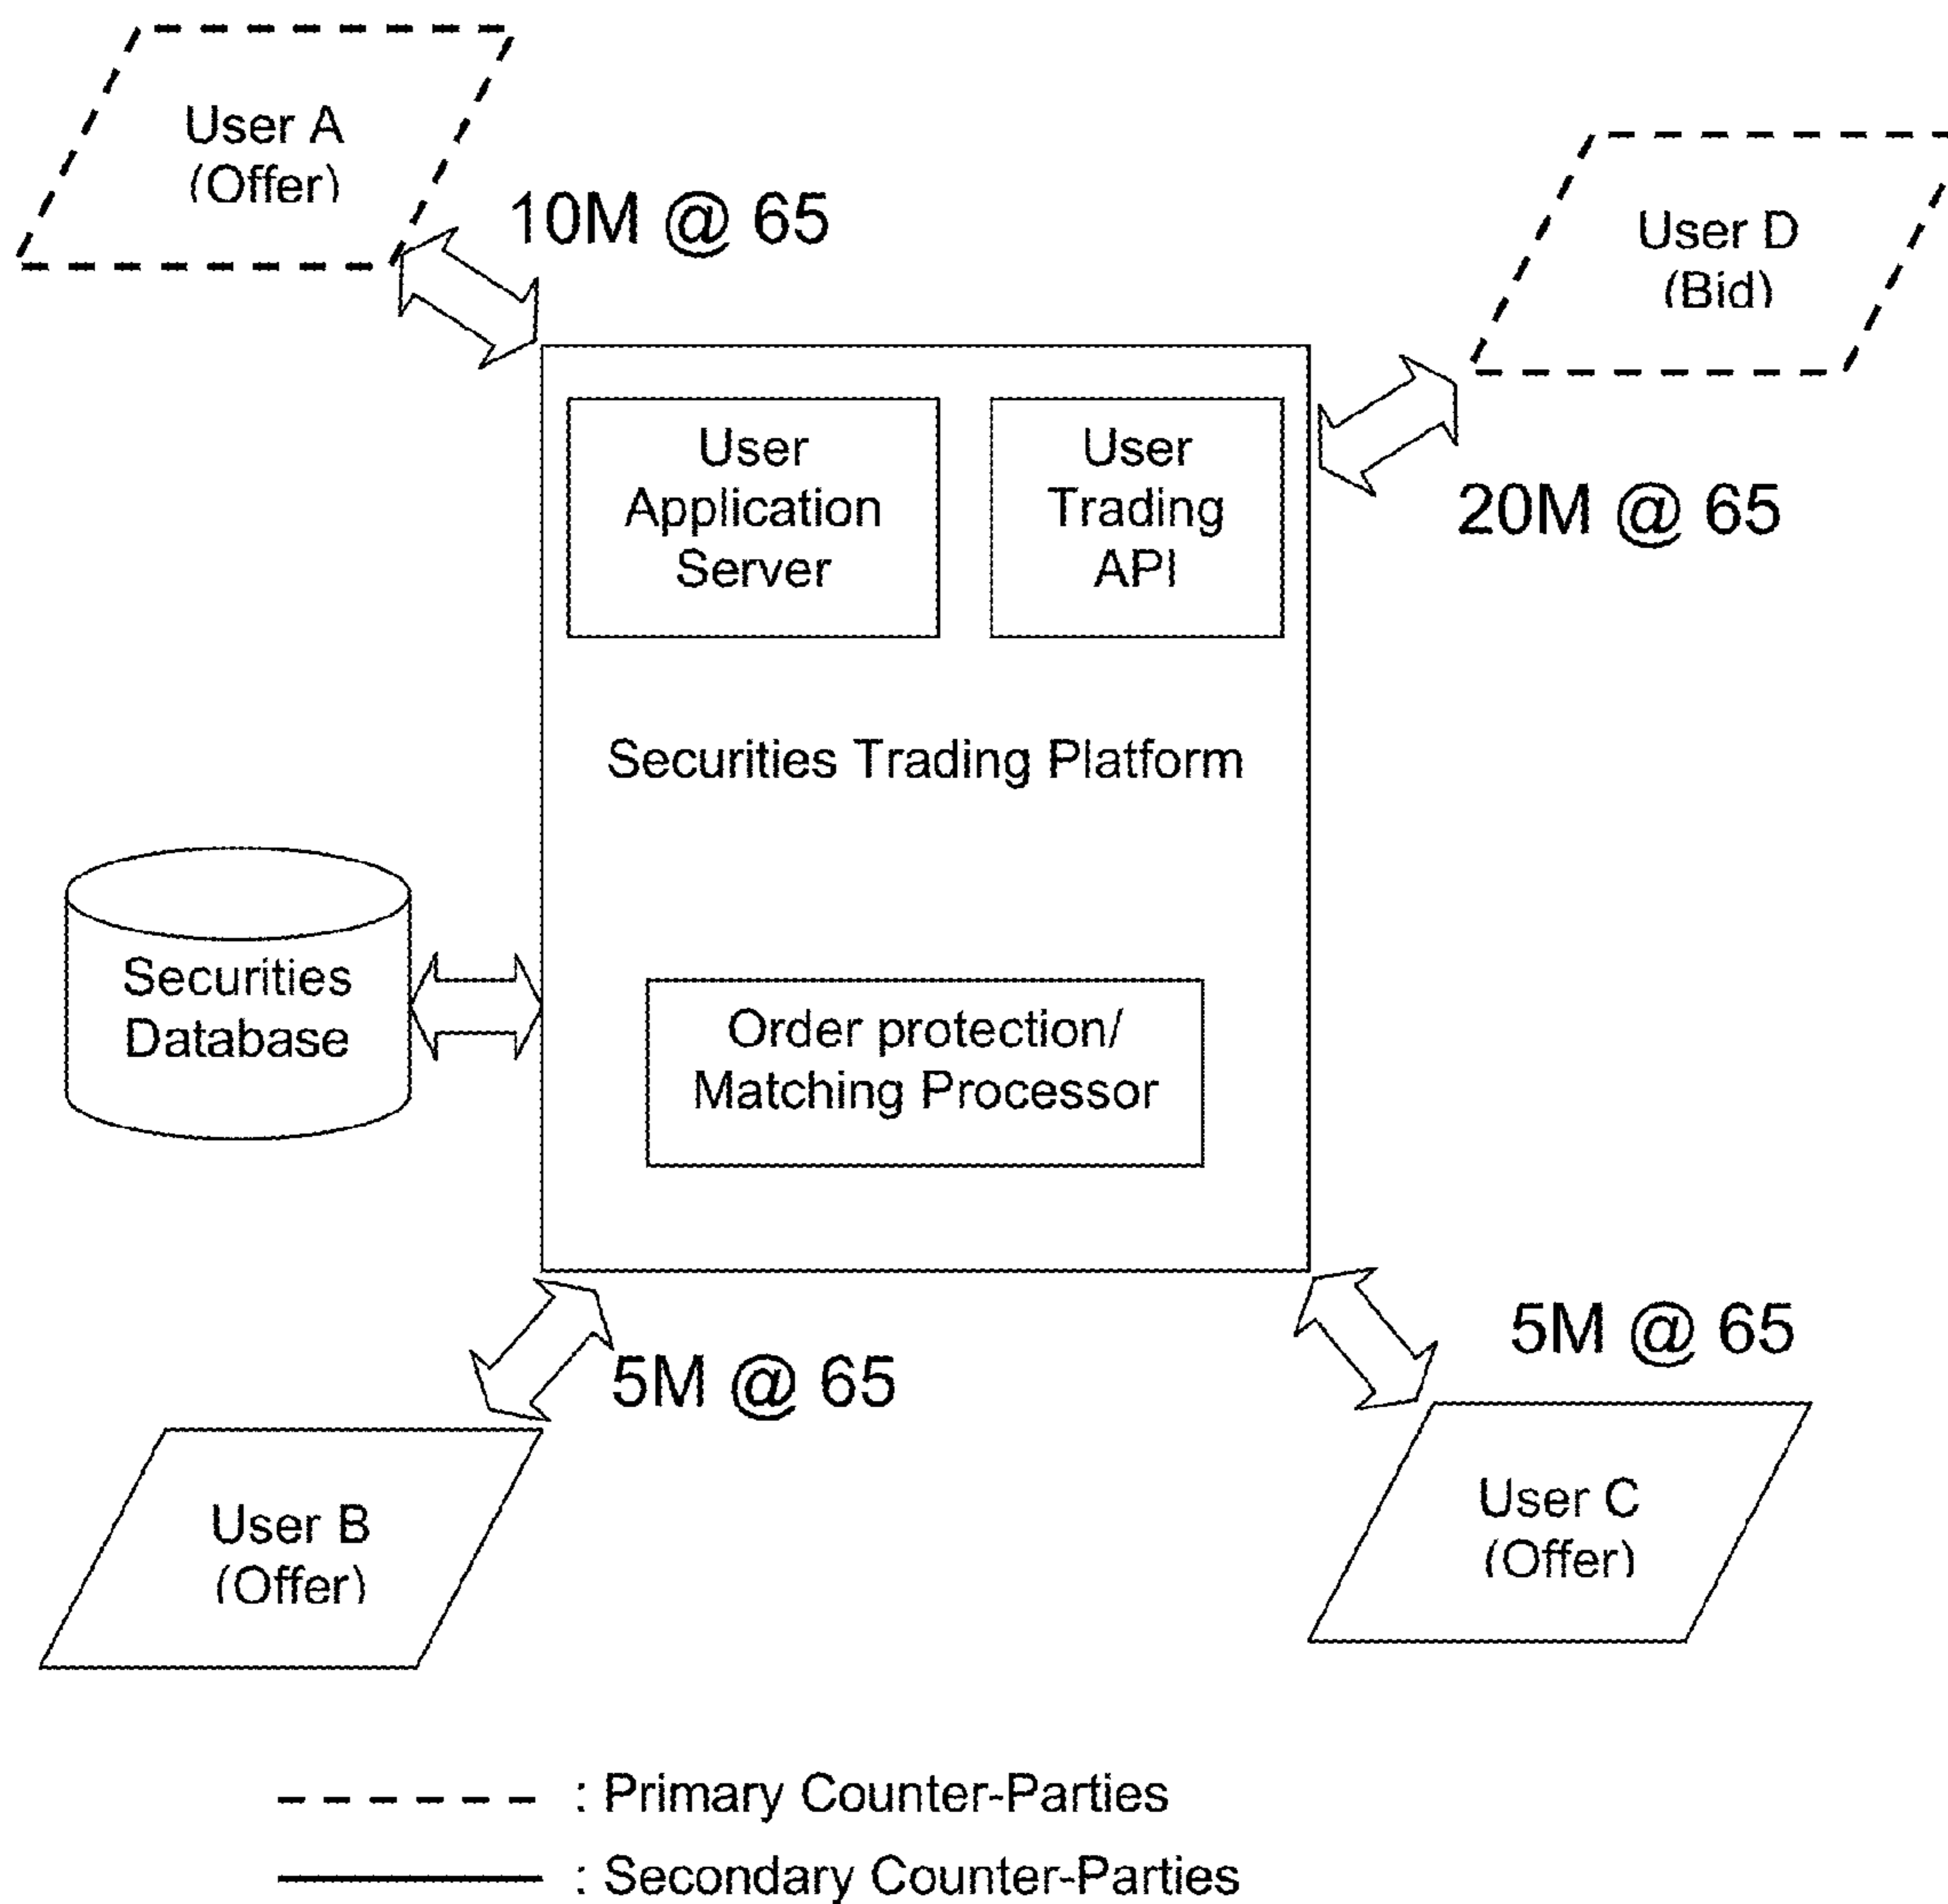 User A
(Offer)
10M @ 65
User D
(Bid)
20M @ 65
User
Application
Server
User
Trading
API
Securities Trading Platform
Securities
Database
Order protection/
Matching Processor
5M @ 65
5M @ 65
User B
(Offer)
User C
(Offer)
: Primary Counter-Parties
: Secondary Counter-Parties